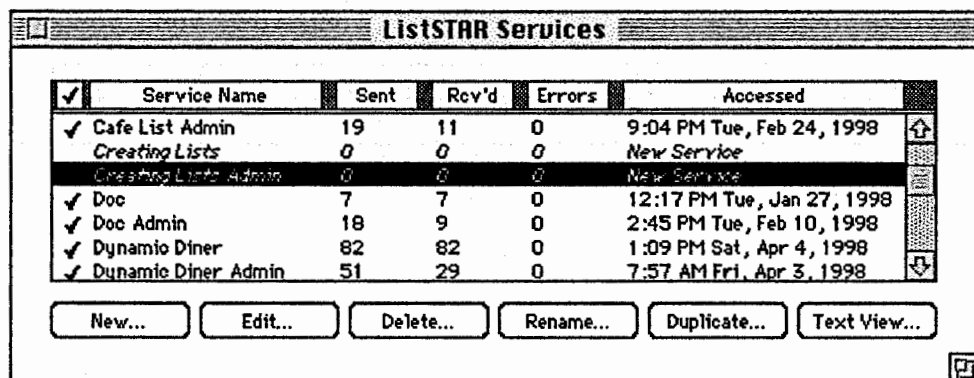 ListSTAR Services
✓ Service Name Sent Rcv'd Errors Accessed
✓ Cafe List Admin 19 11 0 9:04 PM Tue, Feb 24, 1998
Creating Lists 0 0 0 New Service
Creating Lists Admin 0 0 0 New Service
✓ Doc 7 7 0 12:17 PM Tue, Jan 27, 1998
✓ Doc Admin 18 9 0 2:45 PM Tue, Feb 10, 1998
✓ Dynamic Diner 82 82 0 1:09 PM Sat, Apr 4, 1998
✓ Dynamic Diner Admin 51 29 0 7:57 AM Fri, Apr 3, 1998
New... Edit... Delete... Rename... Duplicate... Text View...